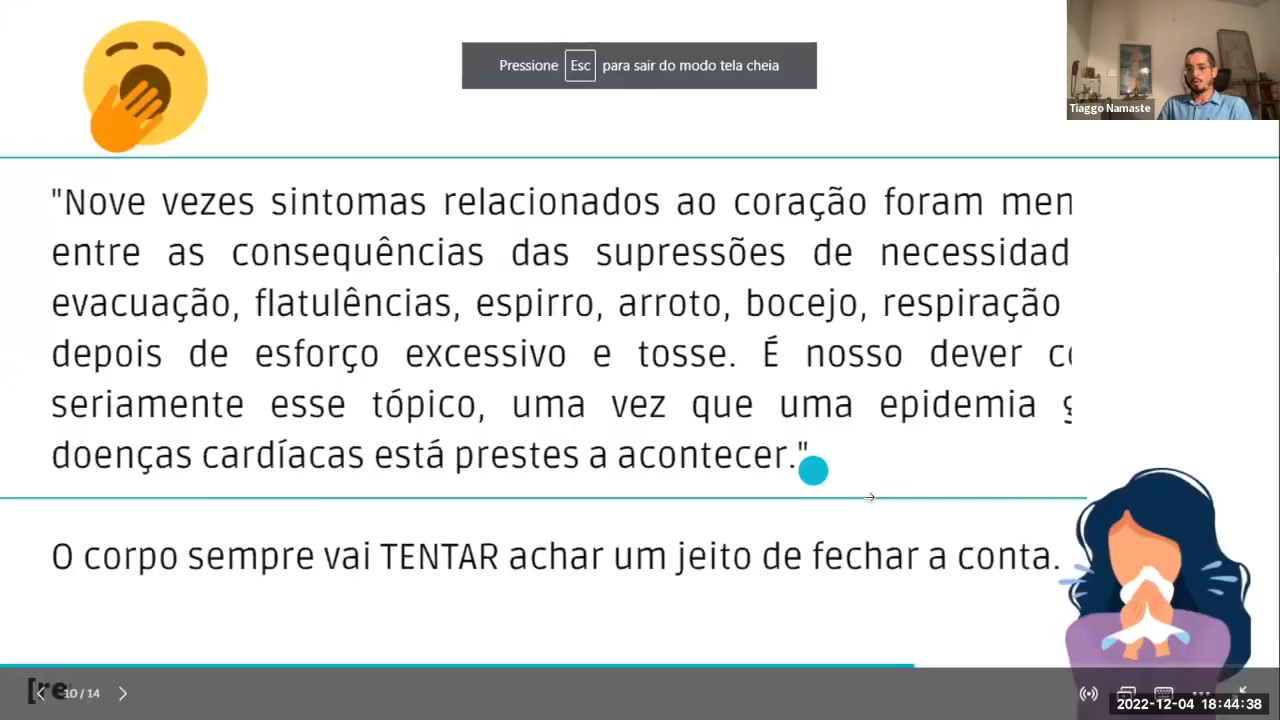 Pressione Esc para sair do modo tela cheia
Tiaggo Namaste
"Nove vezes sintomas relacionados ao coração foram
entre as consequências das supressões de
evacuação, flatulências, espirro, arroto, bocejo, respiração
depois de esforço excessivo e tosse. É nosso dever
seriamente esse tópico, uma vez que uma epidemia
doenças cardíacas está prestes a acontecer."
O corpo sempre vai TENTAR achar um jeito de fechar a conta.
[re
10 / 14
2022-12-04 18:44:38